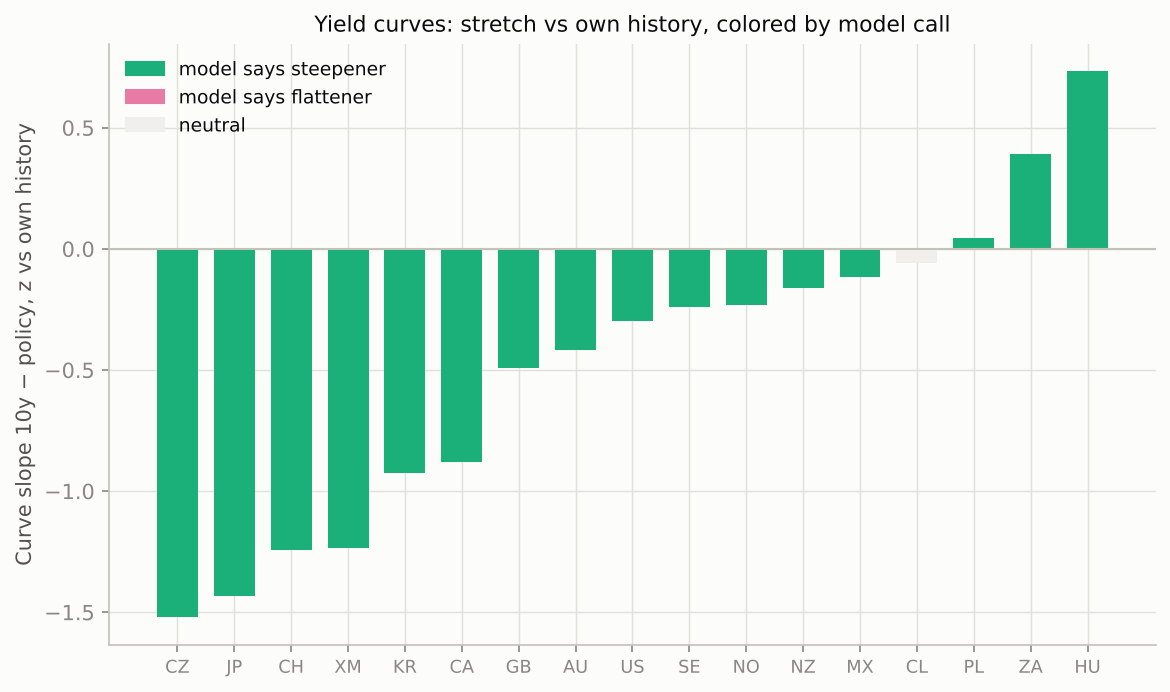 Yield curves: stretch vs own history, colored by model call
model says steepener
model says flattener
neutral
Curve slope 10y − policy, z vs own history
0.5
0.0
−0.5
−1.0
−1.5
CZ JP CH XM KR CA GB AU US SE NO NZ MX CL PL ZA HU